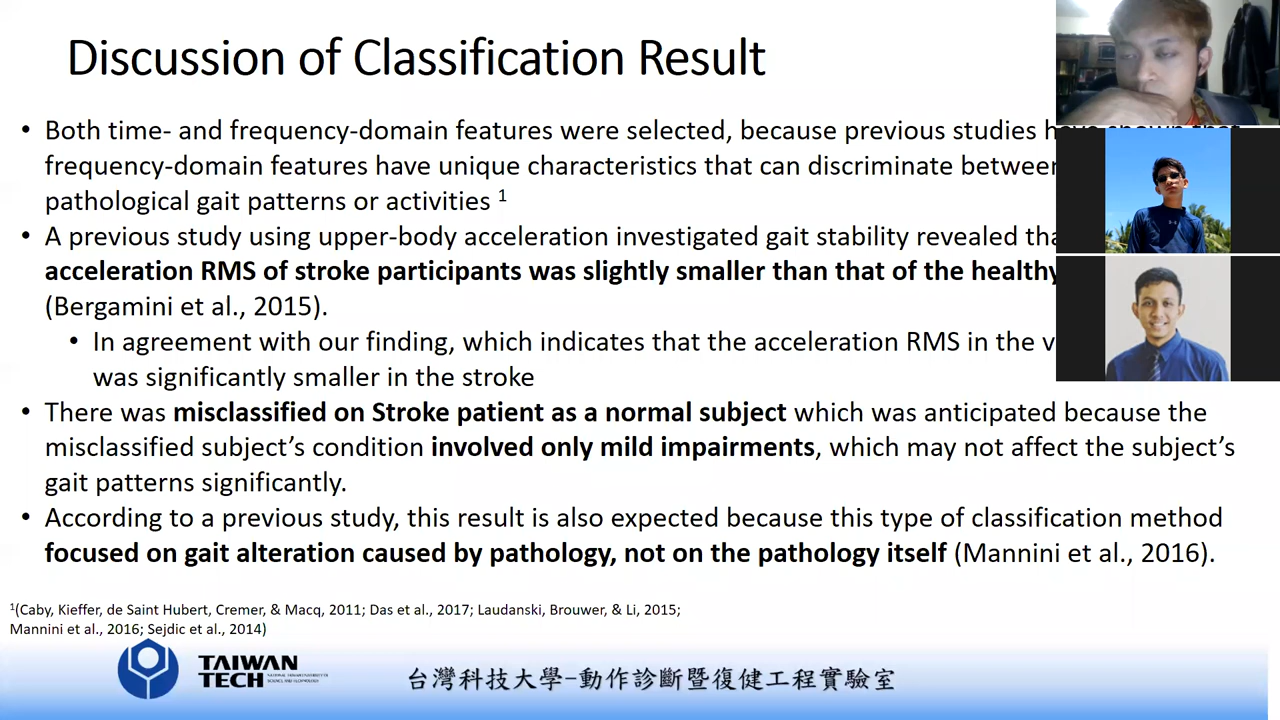 Discussion of Classification Result
• Both time- and frequency-domain features were selected, because previous studies have shown that
frequency-domain features have unique characteristics that can discriminate between
pathological gait patterns or activities 1
• A previous study using upper-body acceleration investigated gait stability revealed
acceleration RMS of stroke participants was slightly smaller than that of the healthy
(Bergamini et al., 2015).
• In agreement with our finding, which indicates that the acceleration RMS in the
was significantly smaller in the stroke
• There was misclassified on Stroke patient as a normal subject which was anticipated because the
misclassified subject’s condition involved only mild impairments, which may not affect the subject’s
gait patterns significantly.
• According to a previous study, this result is also expected because this type of classification method
focused on gait alteration caused by pathology, not on the pathology itself (Mannini et al., 2016).
1(Caby, Kieffer, de Saint Hubert, Cremer, & Macq, 2011; Das et al., 2017; Laudanski, Brouwer, & Li, 2015;
Mannini et al., 2016; Sejdic et al., 2014)
TAIWAN
TECH
台灣科技大學-動作診斷暨復健工程實驗室